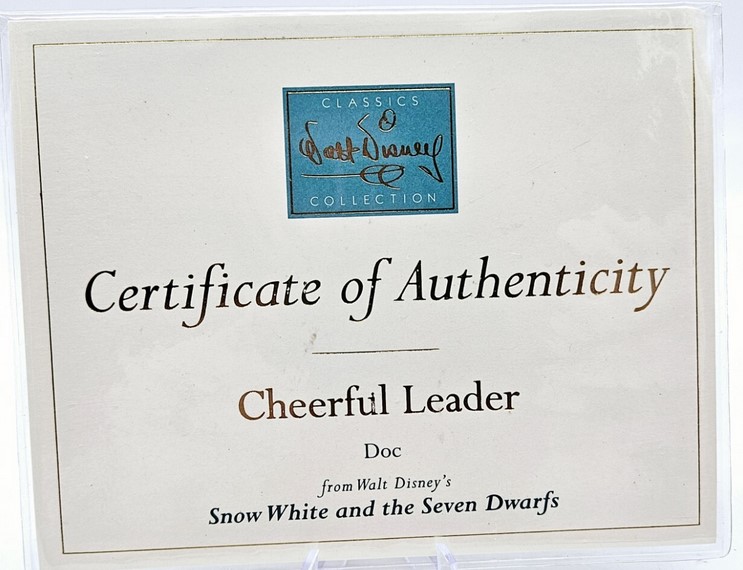 CLASSICS
Walt Disney
COLLECTION
Certificate of Authenticity
Cheerful Leader
Doc
from Walt Disney's
Snow White and the Seven Dwarfs